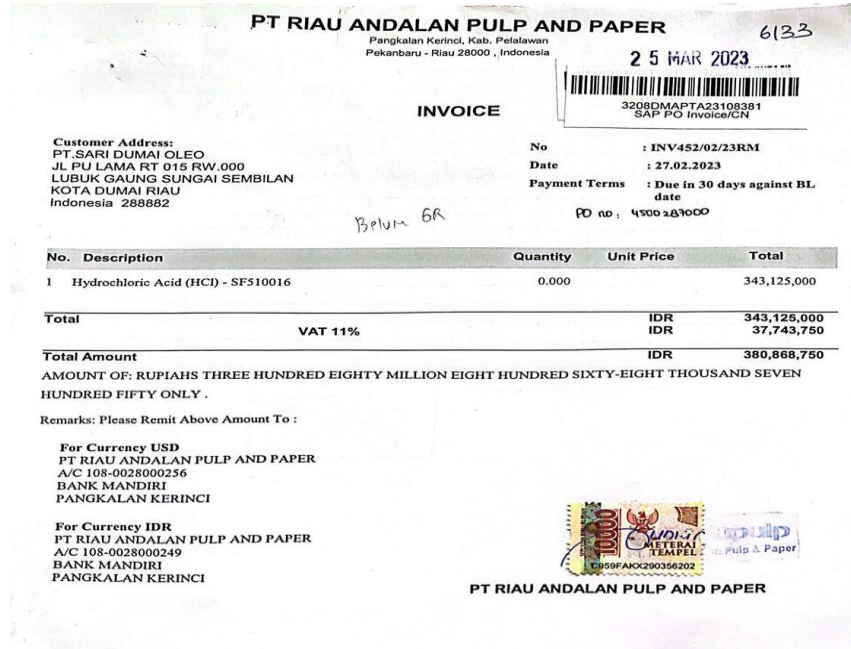 PT RIAU ANDALAN PULP AND PAPER
Pangkalan Kerinci, Kab. Pelalawan
Pekanbaru - Riau 28000 , Indonesia
6133
25 MAR 2023
3208DMAPTA23108381
SAP PO Invoice/CN
INVOICE
Customer Address:
PT.SARI DUMAI OLEO
JL PU LAMA RT 015 RW.000
LUBUK GAUNG SUNGAI SEMBILAN
KOTA DUMAI RIAU
Indonesia 288882
No : INV452/02/23RM
Date : 27.02.2023
Payment Terms : Due in 30 days against BL
date
PO no: 4500287000
Belum GR
No. Description Quantity Unit Price Total
1 Hydrochloric Acid (HCl) - SF510016 0.000 343,125,000
Total IDR 343,125,000
VAT 11% IDR 37,743,750
Total Amount IDR 380,868,750
AMOUNT OF: RUPIAHS THREE HUNDRED EIGHTY MILLION EIGHT HUNDRED SIXTY-EIGHT THOUSAND SEVEN
HUNDRED FIFTY ONLY .
Remarks: Please Remit Above Amount To :
For Currency USD
PT RIAU ANDALAN PULP AND PAPER
A/C 108-0028000256
BANK MANDIRI
PANGKALAN KERINCI
For Currency IDR
PT RIAU ANDALAN PULP AND PAPER
A/C 108-0028000249
BANK MANDIRI
PANGKALAN KERINCI
10000
METERAI
TEMPEL
C959FAKX290356202
Pulp & Paper
PT RIAU ANDALAN PULP AND PAPER